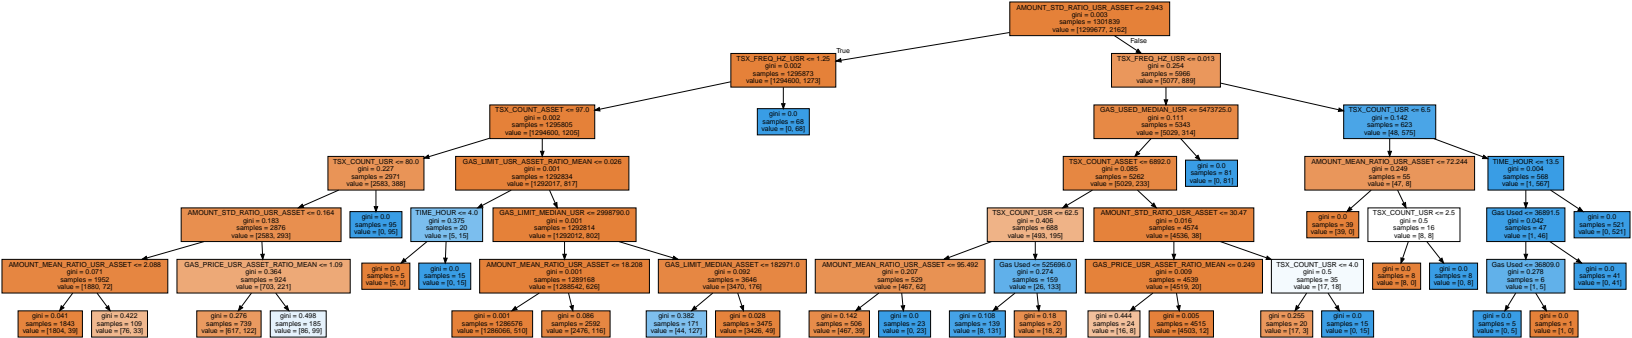 AMOUNT_STD_RATIO_USR_ASSET <= 2.943
gini = 0.003
samples = 1301839
value = [1299677, 2162]
True
False
TSX_FREQ_HZ_USR <= 1.25
gini = 0.002
samples = 1295873
value = [1294600, 1273]
TSX_FREQ_HZ_USR <= 0.013
gini = 0.254
samples = 5966
value = [5077, 889]
TSX_COUNT_ASSET <= 97.0
gini = 0.002
samples = 1295805
value = [1294600, 1205]
gini = 0.0
samples = 68
value = [0, 68]
GAS_USED_MEDIAN_USR <= 5473725.0
gini = 0.111
samples = 5343
value = [5029, 314]
TSX_COUNT_USR <= 6.5
gini = 0.142
samples = 623
value = [48, 575]
TSX_COUNT_USR <= 80.0
gini = 0.227
samples = 2971
value = [2583, 388]
GAS_LIMIT_USR_ASSET_RATIO_MEAN <= 0.026
gini = 0.001
samples = 1292834
value = [1292017, 817]
TSX_COUNT_ASSET <= 6892.0
gini = 0.085
samples = 5262
value = [5029, 233]
gini = 0.0
samples = 81
value = [0, 81]
AMOUNT_MEAN_RATIO_USR_ASSET <= 72.244
gini = 0.249
samples = 55
value = [47, 8]
TIME_HOUR <= 13.5
gini = 0.004
samples = 568
value = [1, 567]
AMOUNT_STD_RATIO_USR_ASSET <= 0.164
gini = 0.183
samples = 2876
value = [2583, 293]
gini = 0.0
samples = 95
value = [0, 95]
TIME_HOUR <= 4.0
gini = 0.375
samples = 20
value = [5, 15]
GAS_LIMIT_MEDIAN_USR <= 2998790.0
gini = 0.001
samples = 1292814
value = [1292012, 802]
TSX_COUNT_USR <= 62.5
gini = 0.406
samples = 688
value = [493, 195]
AMOUNT_STD_RATIO_USR_ASSET <= 30.47
gini = 0.016
samples = 4574
value = [4536, 38]
gini = 0.0
samples = 39
value = [39, 0]
TSX_COUNT_USR <= 2.5
gini = 0.5
samples = 16
value = [8, 8]
Gas Used <= 36891.5
gini = 0.042
samples = 47
value = [1, 46]
gini = 0.0
samples = 521
value = [0, 521]
AMOUNT_MEAN_RATIO_USR_ASSET <= 2.088
gini = 0.071
samples = 1952
value = [1880, 72]
GAS_PRICE_USR_ASSET_RATIO_MEAN <= 1.09
gini = 0.364
samples = 924
value = [703, 221]
gini = 0.0
samples = 5
value = [5, 0]
gini = 0.0
samples = 15
value = [0, 15]
AMOUNT_MEAN_RATIO_USR_ASSET <= 18.208
gini = 0.001
samples = 1289168
value = [1288542, 626]
GAS_LIMIT_MEDIAN_ASSET <= 182971.0
gini = 0.092
samples = 3646
value = [3470, 176]
AMOUNT_MEAN_RATIO_USR_ASSET <= 95.492
gini = 0.207
samples = 529
value = [467, 62]
Gas Used <= 525696.0
gini = 0.274
samples = 159
value = [26, 133]
GAS_PRICE_USR_ASSET_RATIO_MEAN <= 0.249
gini = 0.009
samples = 4539
value = [4519, 20]
TSX_COUNT_USR <= 4.0
gini = 0.5
samples = 35
value = [17, 18]
gini = 0.0
samples = 8
value = [8, 0]
gini = 0.0
samples = 8
value = [0, 8]
Gas Used <= 36809.0
gini = 0.278
samples = 6
value = [1, 5]
gini = 0.0
samples = 41
value = [0, 41]
gini = 0.041
samples = 1843
value = [1804, 39]
gini = 0.422
samples = 109
value = [76, 33]
gini = 0.276
samples = 739
value = [617, 122]
gini = 0.498
samples = 185
value = [86, 99]
gini = 0.001
samples = 1286576
value = [1286066, 510]
gini = 0.086
samples = 2592
value = [2476, 116]
gini = 0.382
samples = 171
value = [44, 127]
gini = 0.028
samples = 3475
value = [3426, 49]
gini = 0.142
samples = 506
value = [467, 39]
gini = 0.0
samples = 23
value = [0, 23]
gini = 0.108
samples = 139
value = [8, 131]
gini = 0.18
samples = 20
value = [18, 2]
gini = 0.444
samples = 24
value = [16, 8]
gini = 0.005
samples = 4515
value = [4503, 12]
gini = 0.255
samples = 20
value = [17, 3]
gini = 0.0
samples = 15
value = [0, 15]
gini = 0.0
samples = 5
value = [0, 5]
gini = 0.0
samples = 1
value = [1, 0]